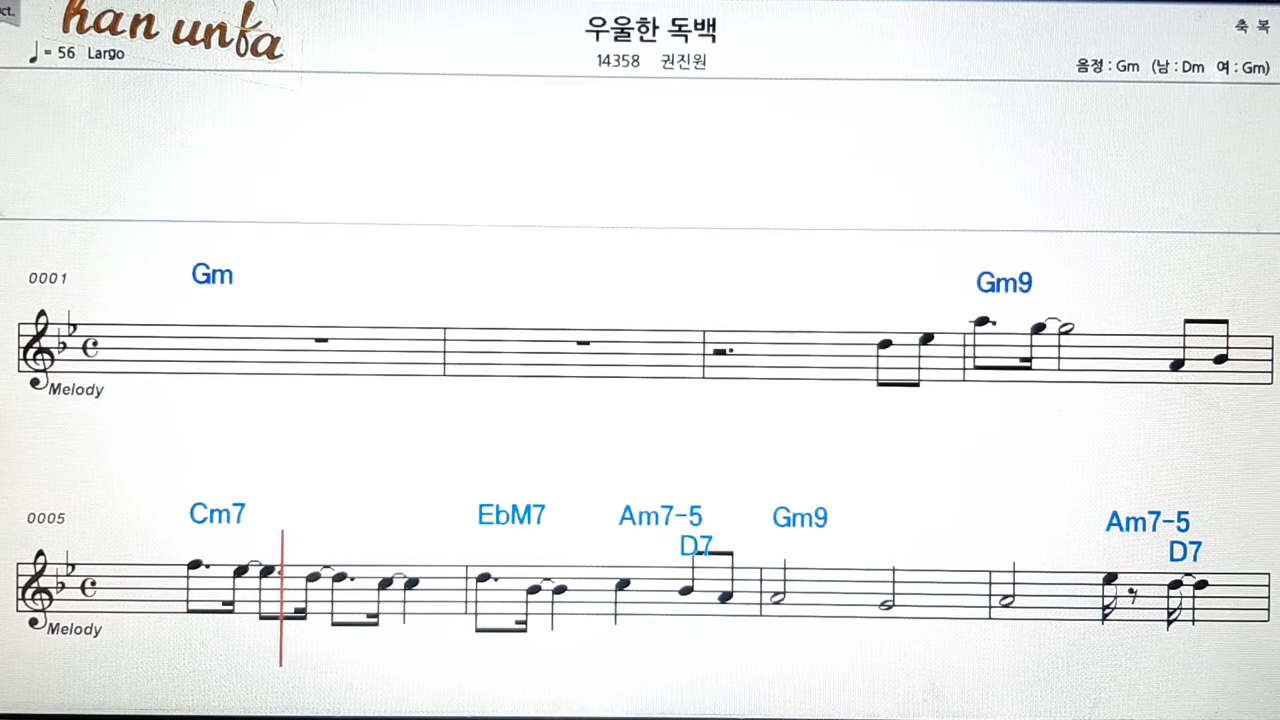 ct.
han unfa
우울한 독백
축 복
♩= 56 Largo
14358 권진원
음정 : Gm (남 : Dm 여 : Gm)
0001
Gm
Gm9
Melody
0005
Cm7
EbM7
Am7-5
D7
Gm9
Am7-5
D7
Melody